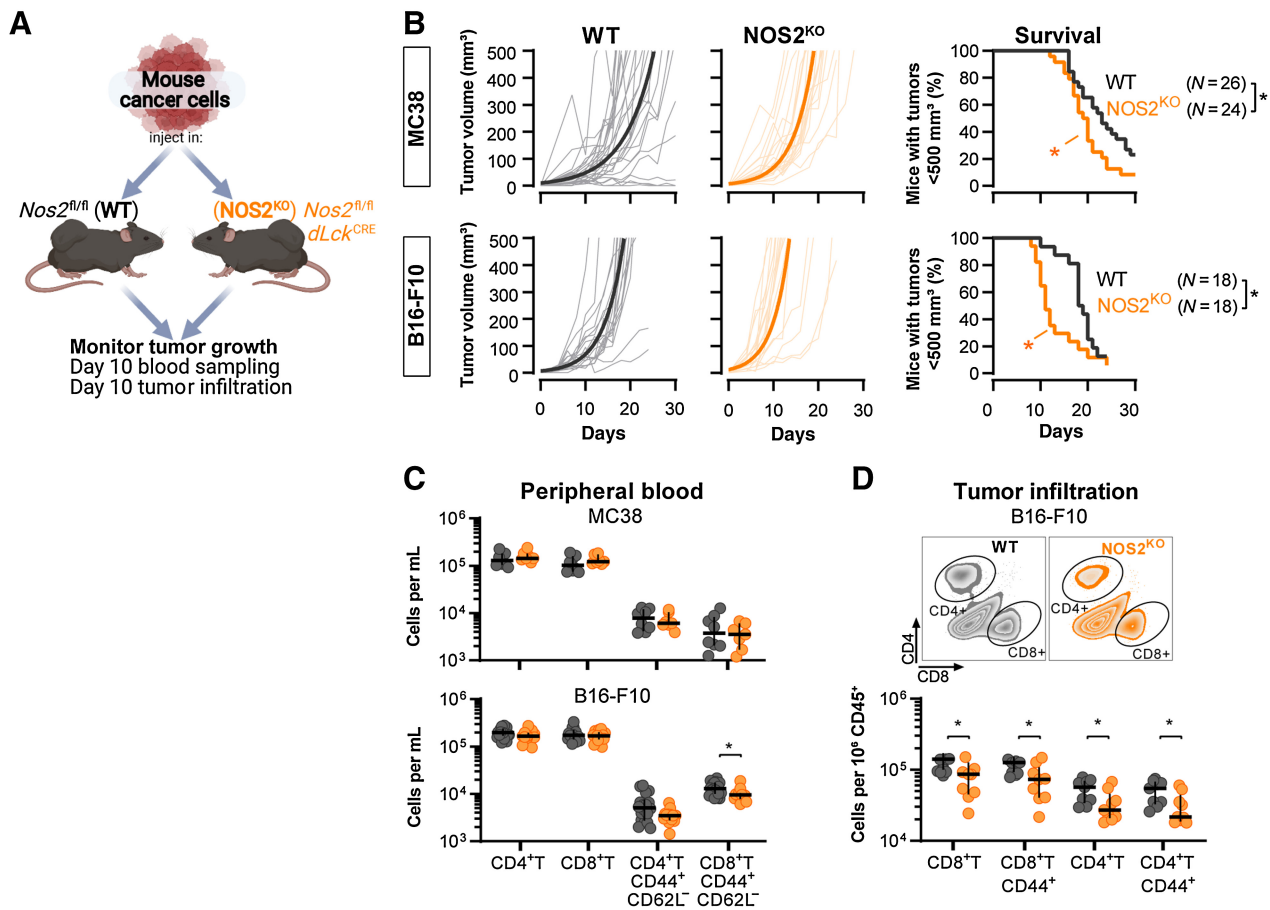 A
Mouse
cancer cells
inject in:
Nos2fl/fl (WT)
(NOS2KO) Nos2fl/fl
dLckCRE
Monitor tumor growth
Day 10 blood sampling
Day 10 tumor infiltration
B
WT
NOS2KO
Survival
MC38
Tumor volume (mm³)
500
400
300
200
100
0
Mice with tumors
<500 mm³ (%)
100
80
60
40
20
0
WT (N = 26)
NOS2KO (N = 24)
*
*
B16-F10
Tumor volume (mm³)
500
400
300
200
100
0
0 10 20 30
Days
0 10 20 30
Mice with tumors
<500 mm³ (%)
100
80
60
40
20
0
WT (N = 18)
NOS2KO (N = 18)
*
*
0 10 20 30
Days
C
Peripheral blood
MC38
Cells per mL
10⁶
10⁵
10⁴
10³
B16-F10
Cells per mL
10⁶
10⁵
10⁴
10³
*
CD4⁺T
CD8⁺T
CD4⁺T
CD44⁺
CD62L⁻
CD8⁺T
CD44⁺
CD62L⁻
D
Tumor infiltration
B16-F10
WT
CD4+
CD8+
NOS2KO
CD4+
CD8+
CD4
CD8
Cells per 10⁶ CD45⁺
10⁶
10⁵
10⁴
* * * *
CD8⁺T
CD8⁺T
CD44⁺
CD4⁺T
CD4⁺T
CD44⁺